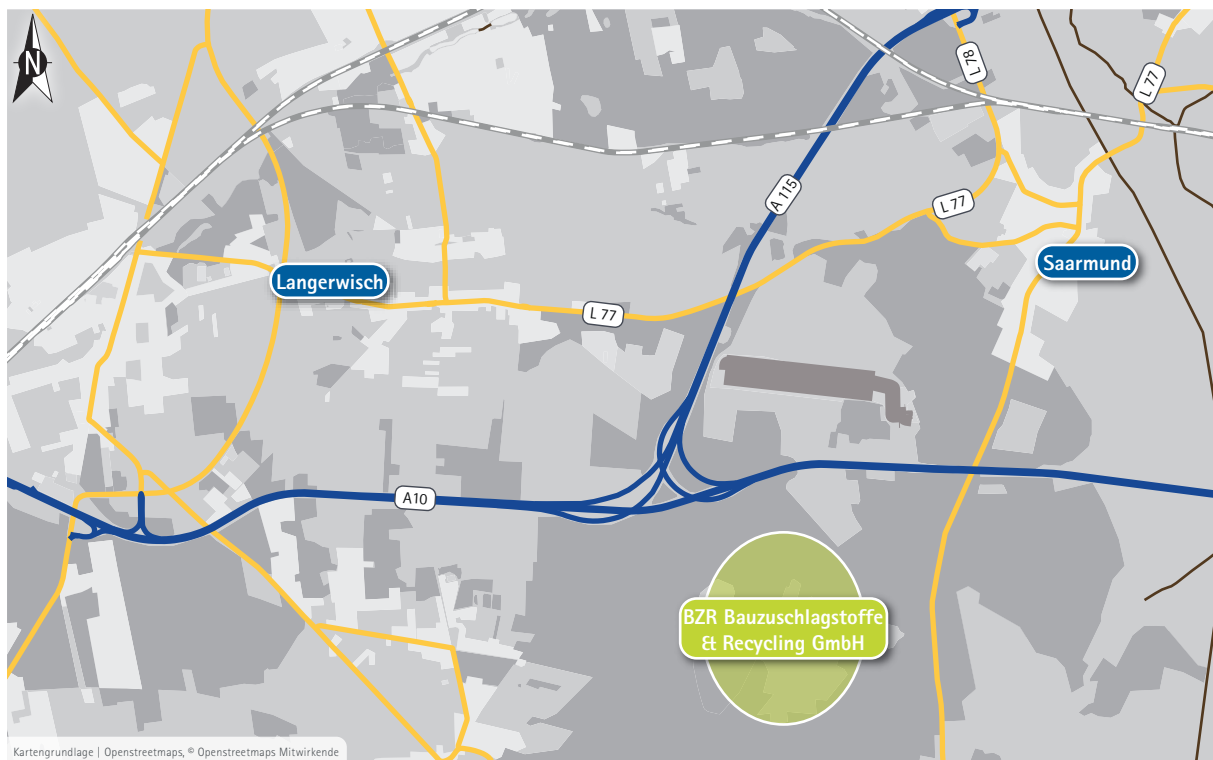 N
L 78
L 77
A 115
L 77
Saarmund
Langerwisch
L 77
A10
BZR Bauzuschlagstoffe
& Recycling GmbH
Kartengrundlage | Openstreetmaps, © Openstreetmaps Mitwirkende